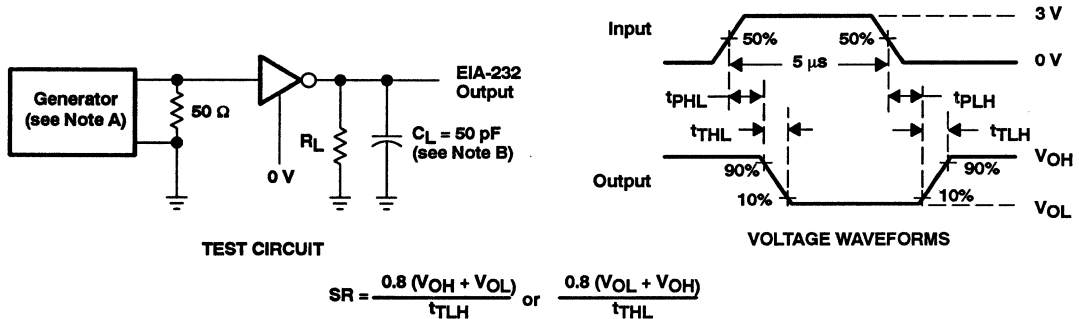 Generator
(see Note A)
50 Ω
0 V
RL
CL = 50 pF
(see Note B)
EIA-232
Output
TEST CIRCUIT
Input
3 V
50%
50%
5 μs
0 V
tPHL
tPLH
tTHL
tTLH
Output
90%
10%
VOH
90%
10%
VOL
VOLTAGE WAVEFORMS
SR = 0.8 (VOH + VOL) / tTLH or 0.8 (VOL + VOH) / tTHL